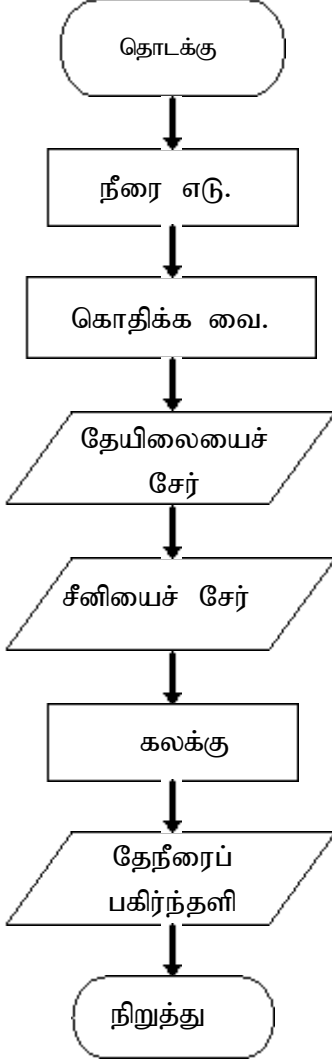 தொடக்கு
நீரை எடு.
கொதிக்க வை.
தேயிலையைச்
சேர்
சீனியைச் சேர்
கலக்கு
தேநீரைப்
பகிர்ந்தளி
நிறுத்து